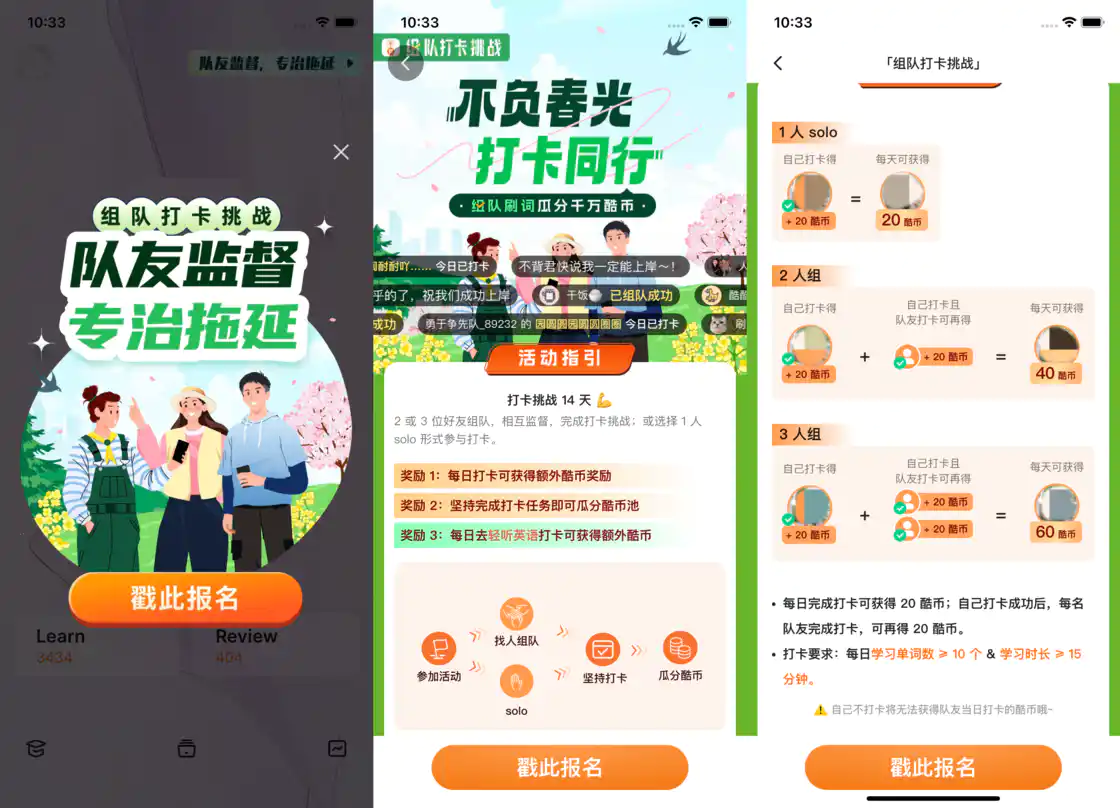 10:33
队友监督，专治拖延
组队打卡挑战
队友监督
专治拖延
戳此报名
Learn
3434
Review
404
10:33
组队打卡挑战
不负春光
打卡同行
·组队刷词瓜分千万酷币·
耐耐吖…… 今日已打卡
不背君快说我一定能上岸～！
人
乎的了，祝我们成功上岸
干饭
已组队成功
酷酷
成功
勇于争先队_89232 的 园圆圆园圆圆圈圈 今日已打卡
刷
活动指引
打卡挑战 14 天 💪
2 或 3 位好友组队，相互监督，完成打卡挑战；或选择 1 人
solo 形式参与打卡。
奖励 1：每日打卡可获得额外酷币奖励
奖励 2：坚持完成打卡任务即可瓜分酷币池
奖励 3：每日去轻听英语打卡可获得额外酷币
参加活动
找人组队
solo
坚持打卡
瓜分酷币
戳此报名
10:33
「组队打卡挑战」
1 人 solo
自己打卡得
每天可获得
+ 20 酷币
=
20 酷币
2 人组
自己打卡得
自己打卡且
队友打卡可再得
每天可获得
+ 20 酷币
+
+ 20 酷币
=
40 酷币
3 人组
自己打卡得
自己打卡且
队友打卡可再得
每天可获得
+ 20 酷币
+
+ 20 酷币
+ 20 酷币
=
60 酷币
• 每日完成打卡可获得 20 酷币；自己打卡成功后，每名
队友完成打卡，可再得 20 酷币。
• 打卡要求：每日学习单词数 ≥ 10 个 & 学习时长 ≥ 15
分钟。
⚠️ 自己不打卡将无法获得队友当日打卡的酷币哦~
戳此报名